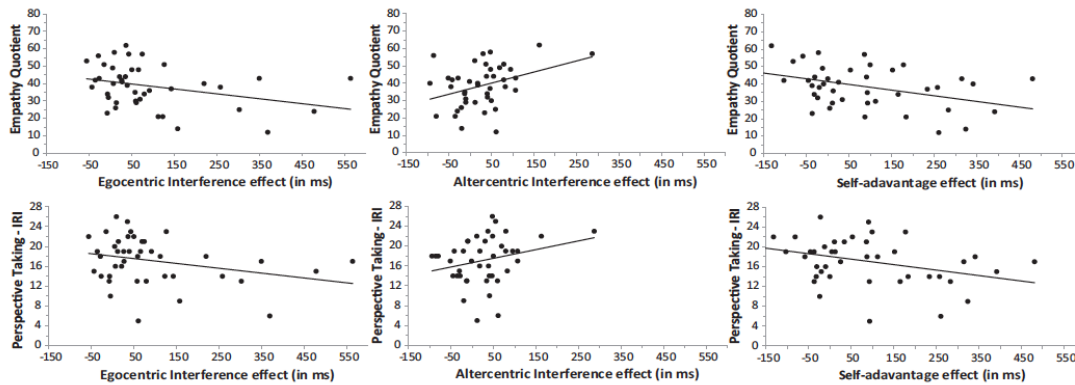 80
70
60
50
40
30
20
10
0
Empathy Quotient
-150 -50 50 150 250 350 450 550
Egocentric Interference effect (in ms)
80
70
60
50
40
30
20
10
0
Empathy Quotient
-150 -50 50 150 250 350 450 550
Altercentric Interference effect (in ms)
80
70
60
50
40
30
20
10
0
Empathy Quotient
-150 -50 50 150 250 350 450 550
Self-adavantage effect (in ms)
28
24
20
16
12
8
4
0
Perspective Taking - IRI
-150 -50 50 150 250 350 450 550
Egocentric Interference effect (in ms)
28
24
20
16
12
8
4
0
Perspective Taking - IRI
-150 -50 50 150 250 350 450 550
Altercentric Interference effect (in ms)
28
24
20
16
12
8
4
0
Perspective Taking - IRI
-150 -50 50 150 250 350 450 550
Self-adavantage effect (in ms)